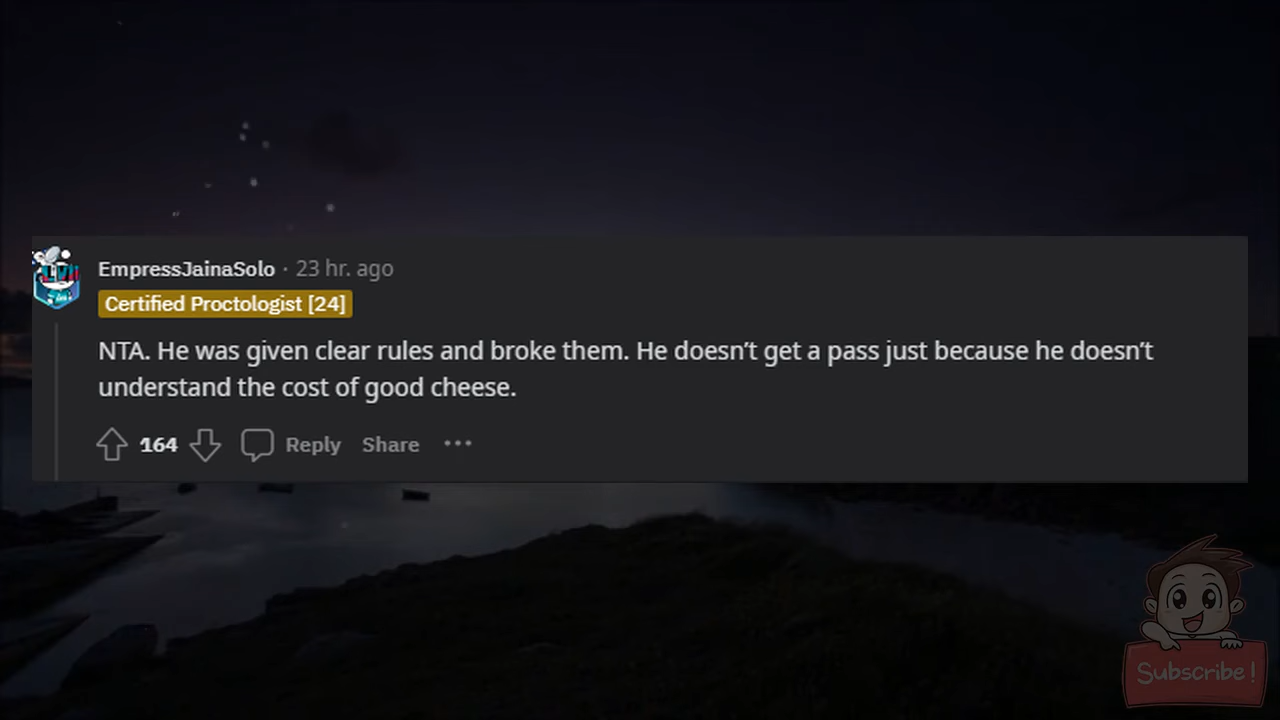 EmpressJainaSolo · 23 hr. ago
Certified Proctologist [24]
NTA. He was given clear rules and broke them. He doesn’t get a pass just because he doesn’t
understand the cost of good cheese.
164 Reply Share ···
Subscribe !